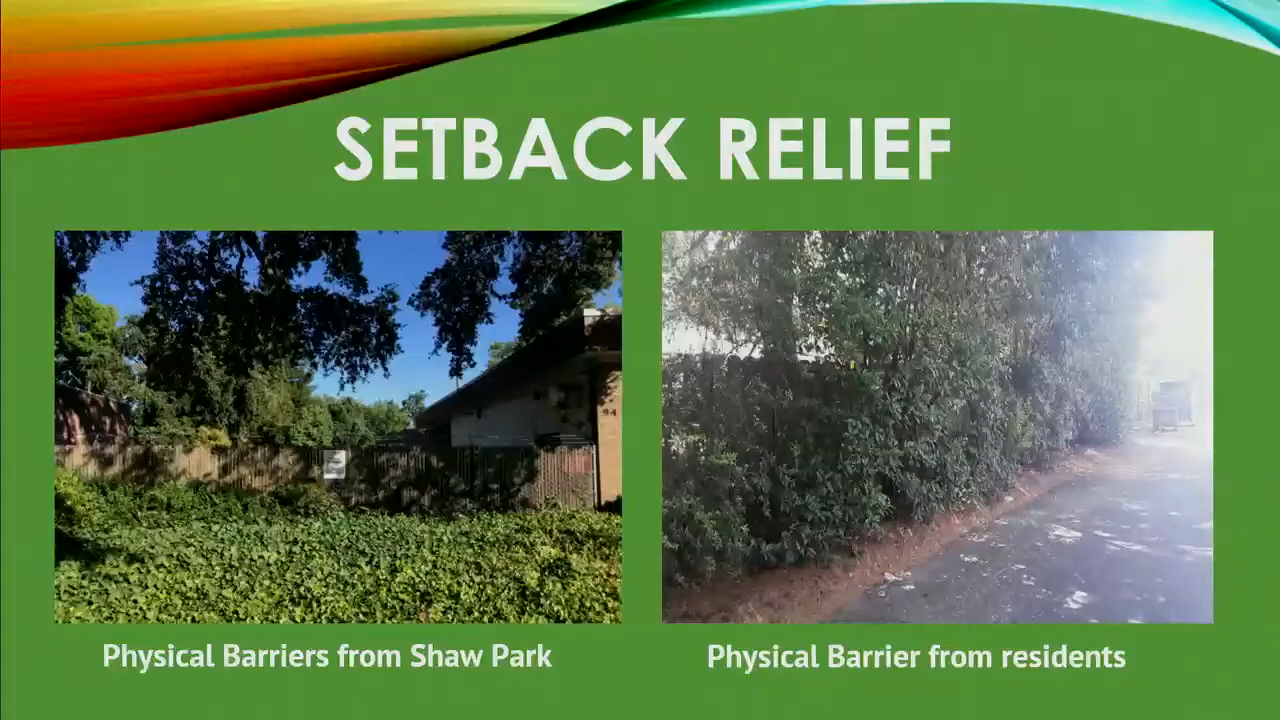 SETBACK RELIEF
Physical Barriers from Shaw Park
Physical Barrier from residents